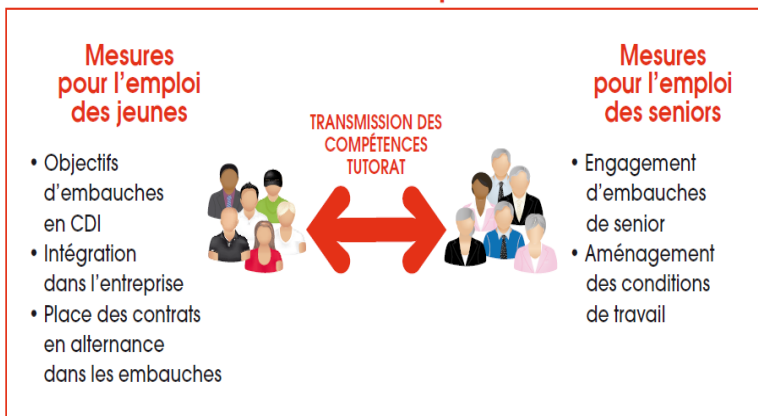 Mesures
pour l’emploi
des jeunes
• Objectifs
d’embauches
en CDI
• Intégration
dans l’entreprise
• Place des contrats
en alternance
dans les embauches
TRANSMISSION DES
COMPÉTENCES
TUTORAT
Mesures
pour l’emploi
des seniors
• Engagement
d’embauches
de senior
• Aménagement
des conditions
de travail